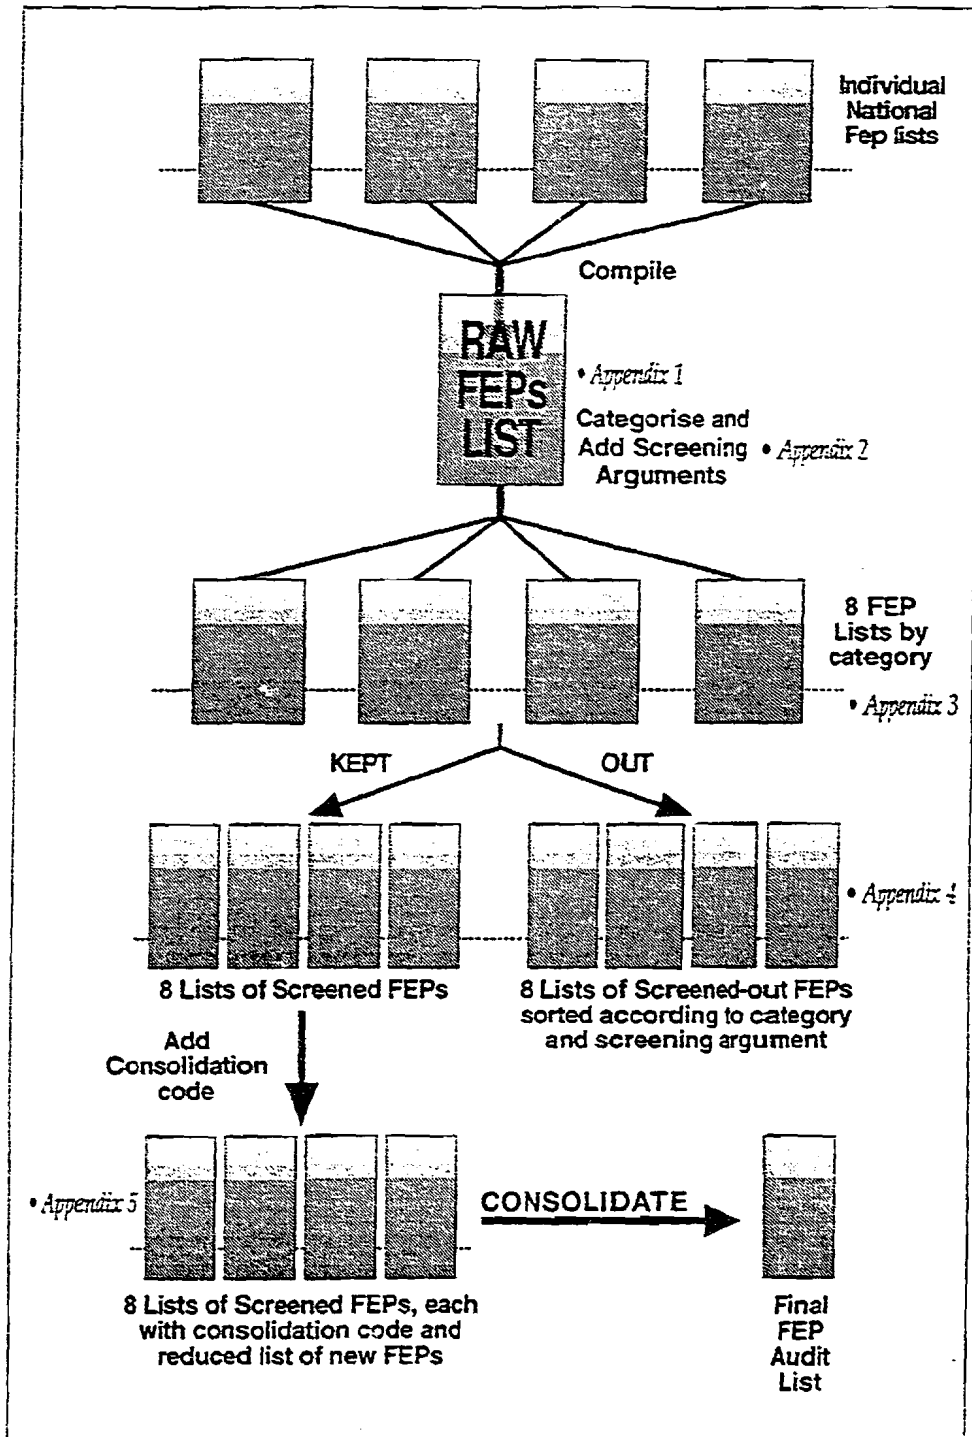 Individual
National
Fep lists
Compile
RAW
FEPs
LIST
• Appendix 1
Categorise and
Add Screening • Appendix 2
Arguments
8 FEP
Lists by
category
• Appendix 3
KEPT
OUT
• Appendix 4
8 Lists of Screened FEPs
8 Lists of Screened-out FEPs
sorted according to category
and screening argument
Add
Consolidation
code
• Appendix 5
CONSOLIDATE
8 Lists of Screened FEPs, each
with consolidation code and
reduced list of new FEPs
Final
FEP
Audit
List